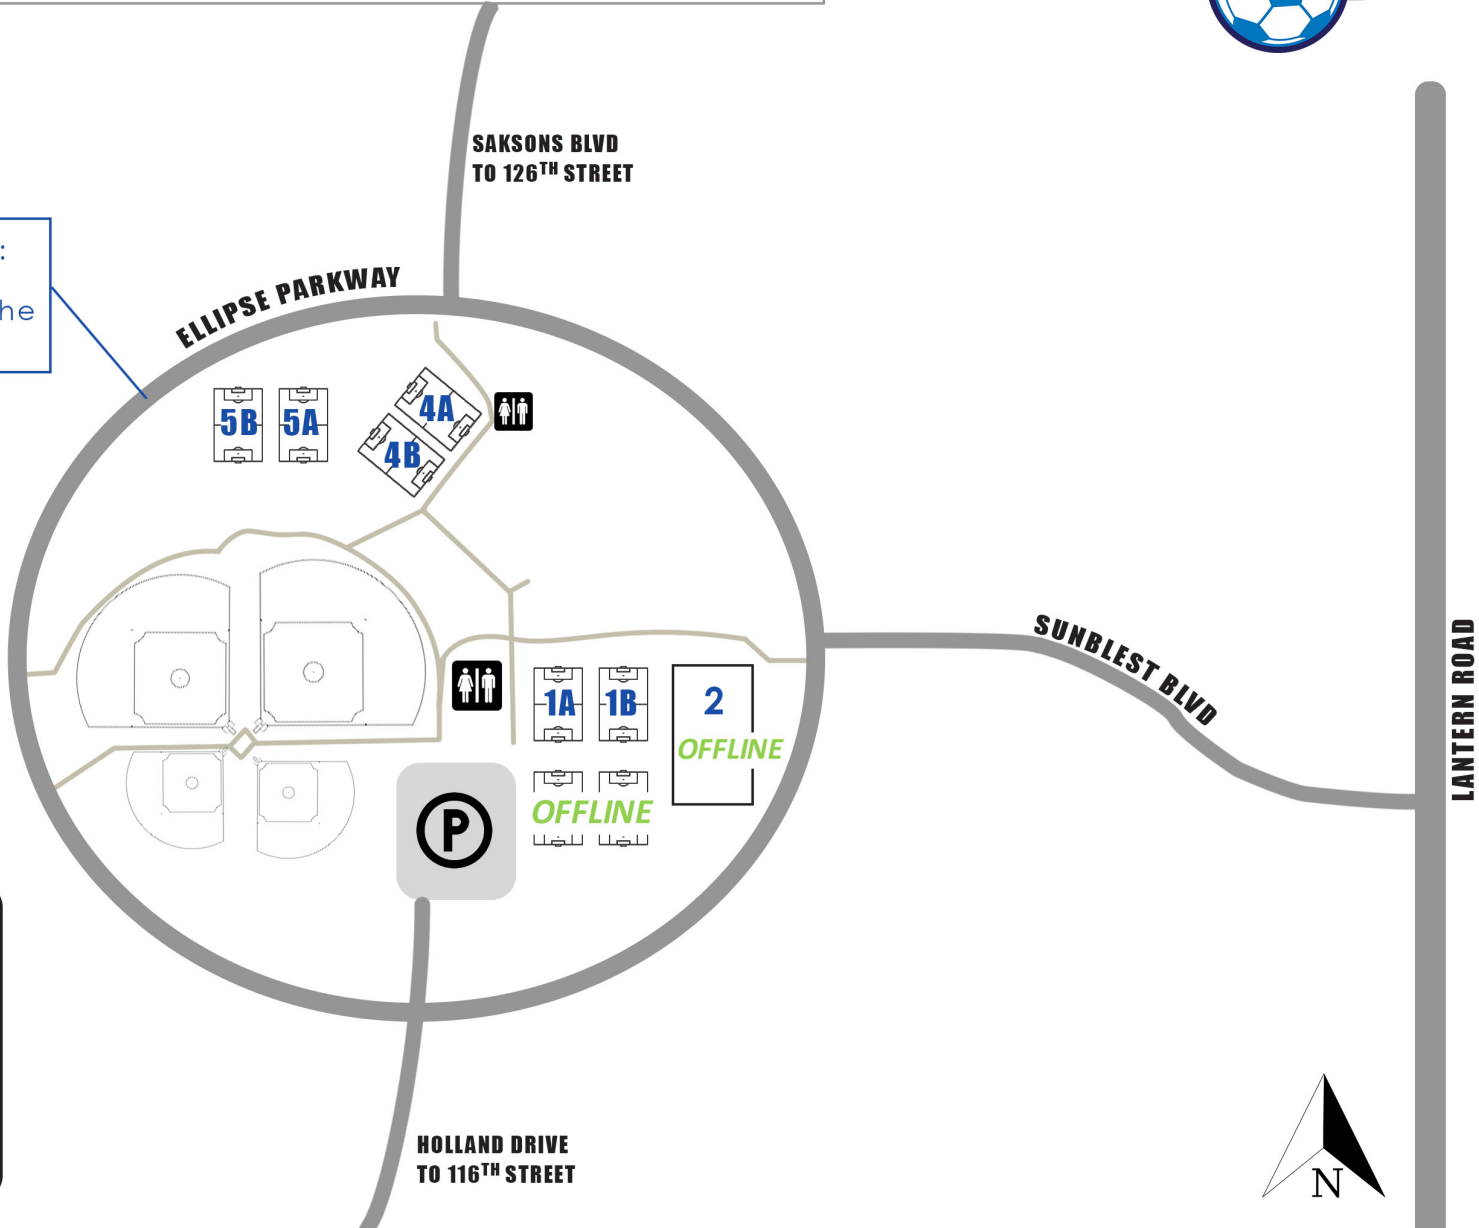 SAKSONS BLVD
TO 126TH STREET
:
he
ELLIPSE PARKWAY
5B
5A
4A
4B
SUNBLEST BLVD
LANTERN ROAD
1A
1B
2
OFFLINE
OFFLINE
P
HOLLAND DRIVE
TO 116TH STREET
N